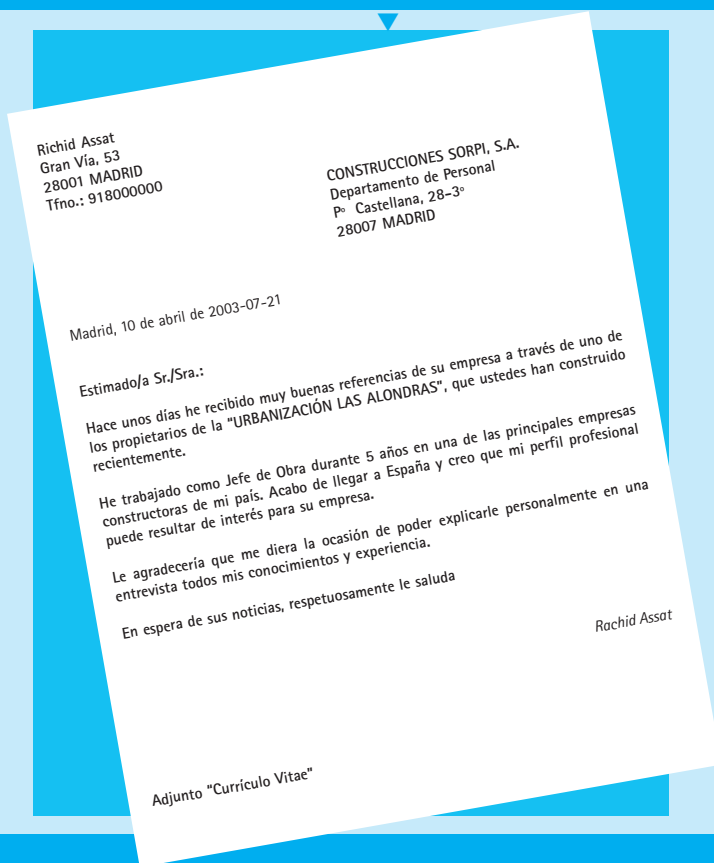 Richid Assat
Gran Vía, 53
28001 MADRID
Tfno.: 918000000
CONSTRUCCIONES SORPI, S.A.
Departamento de Personal
Pº Castellana, 28-3º
28007 MADRID
Madrid, 10 de abril de 2003-07-21
Estimado/a Sr./Sra.:
Hace unos días he recibido muy buenas referencias de su empresa a través de uno de
los propietarios de la "URBANIZACIÓN LAS ALONDRAS", que ustedes han construido
recientemente.
He trabajado como Jefe de Obra durante 5 años en una de las principales empresas
constructoras de mi país. Acabo de llegar a España y creo que mi perfil profesional
puede resultar de interés para su empresa.
Le agradecería que me diera la ocasión de poder explicarle personalmente en una
entrevista todos mis conocimientos y experiencia.
En espera de sus noticias, respetuosamente le saluda
Rachid Assat
Adjunto "Currículo Vitae"